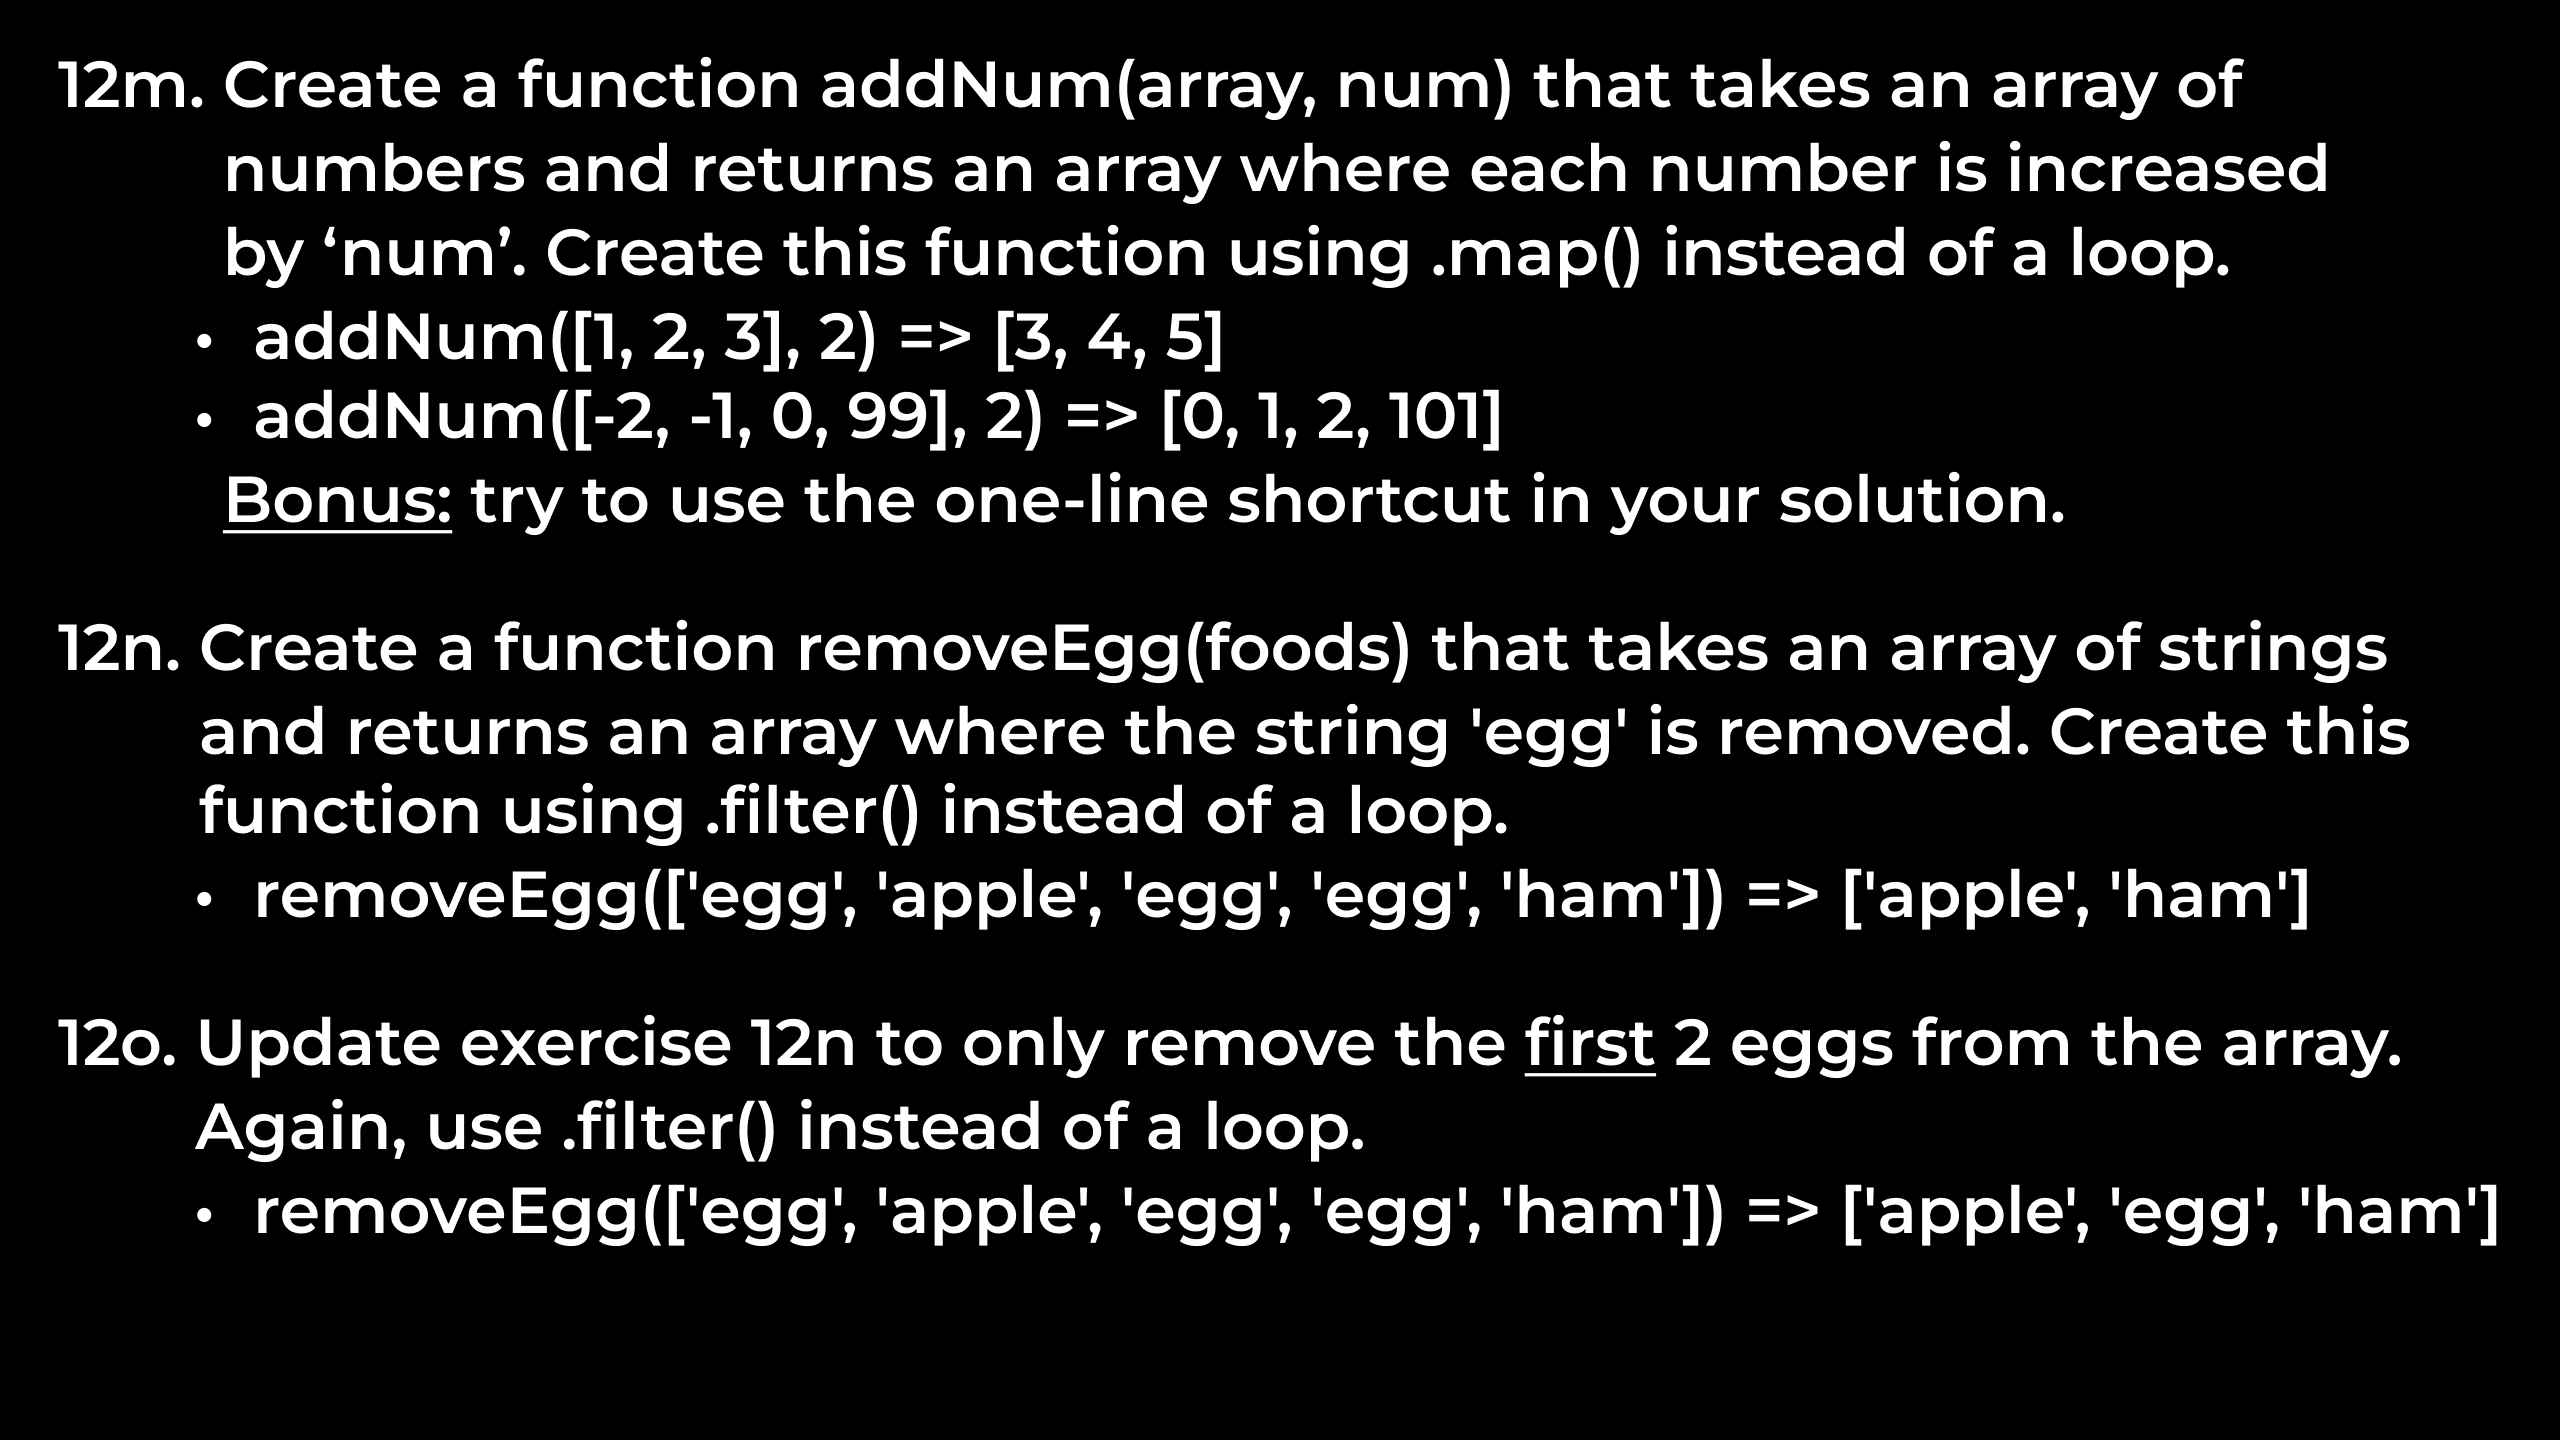 12m. Create a function addNum(array, num) that takes an array of
numbers and returns an array where each number is increased
by ‘num’. Create this function using .map() instead of a loop.
• addNum([1, 2, 3], 2) => [3, 4, 5]
• addNum([-2, -1, 0, 99], 2) => [0, 1, 2, 101]
Bonus: try to use the one-line shortcut in your solution.
12n. Create a function removeEgg(foods) that takes an array of strings
and returns an array where the string 'egg' is removed. Create this
function using .filter() instead of a loop.
• removeEgg(['egg', 'apple', 'egg', 'egg', 'ham']) => ['apple', 'ham']
12o. Update exercise 12n to only remove the first 2 eggs from the array.
Again, use .filter() instead of a loop.
• removeEgg(['egg', 'apple', 'egg', 'egg', 'ham']) => ['apple', 'egg', 'ham']